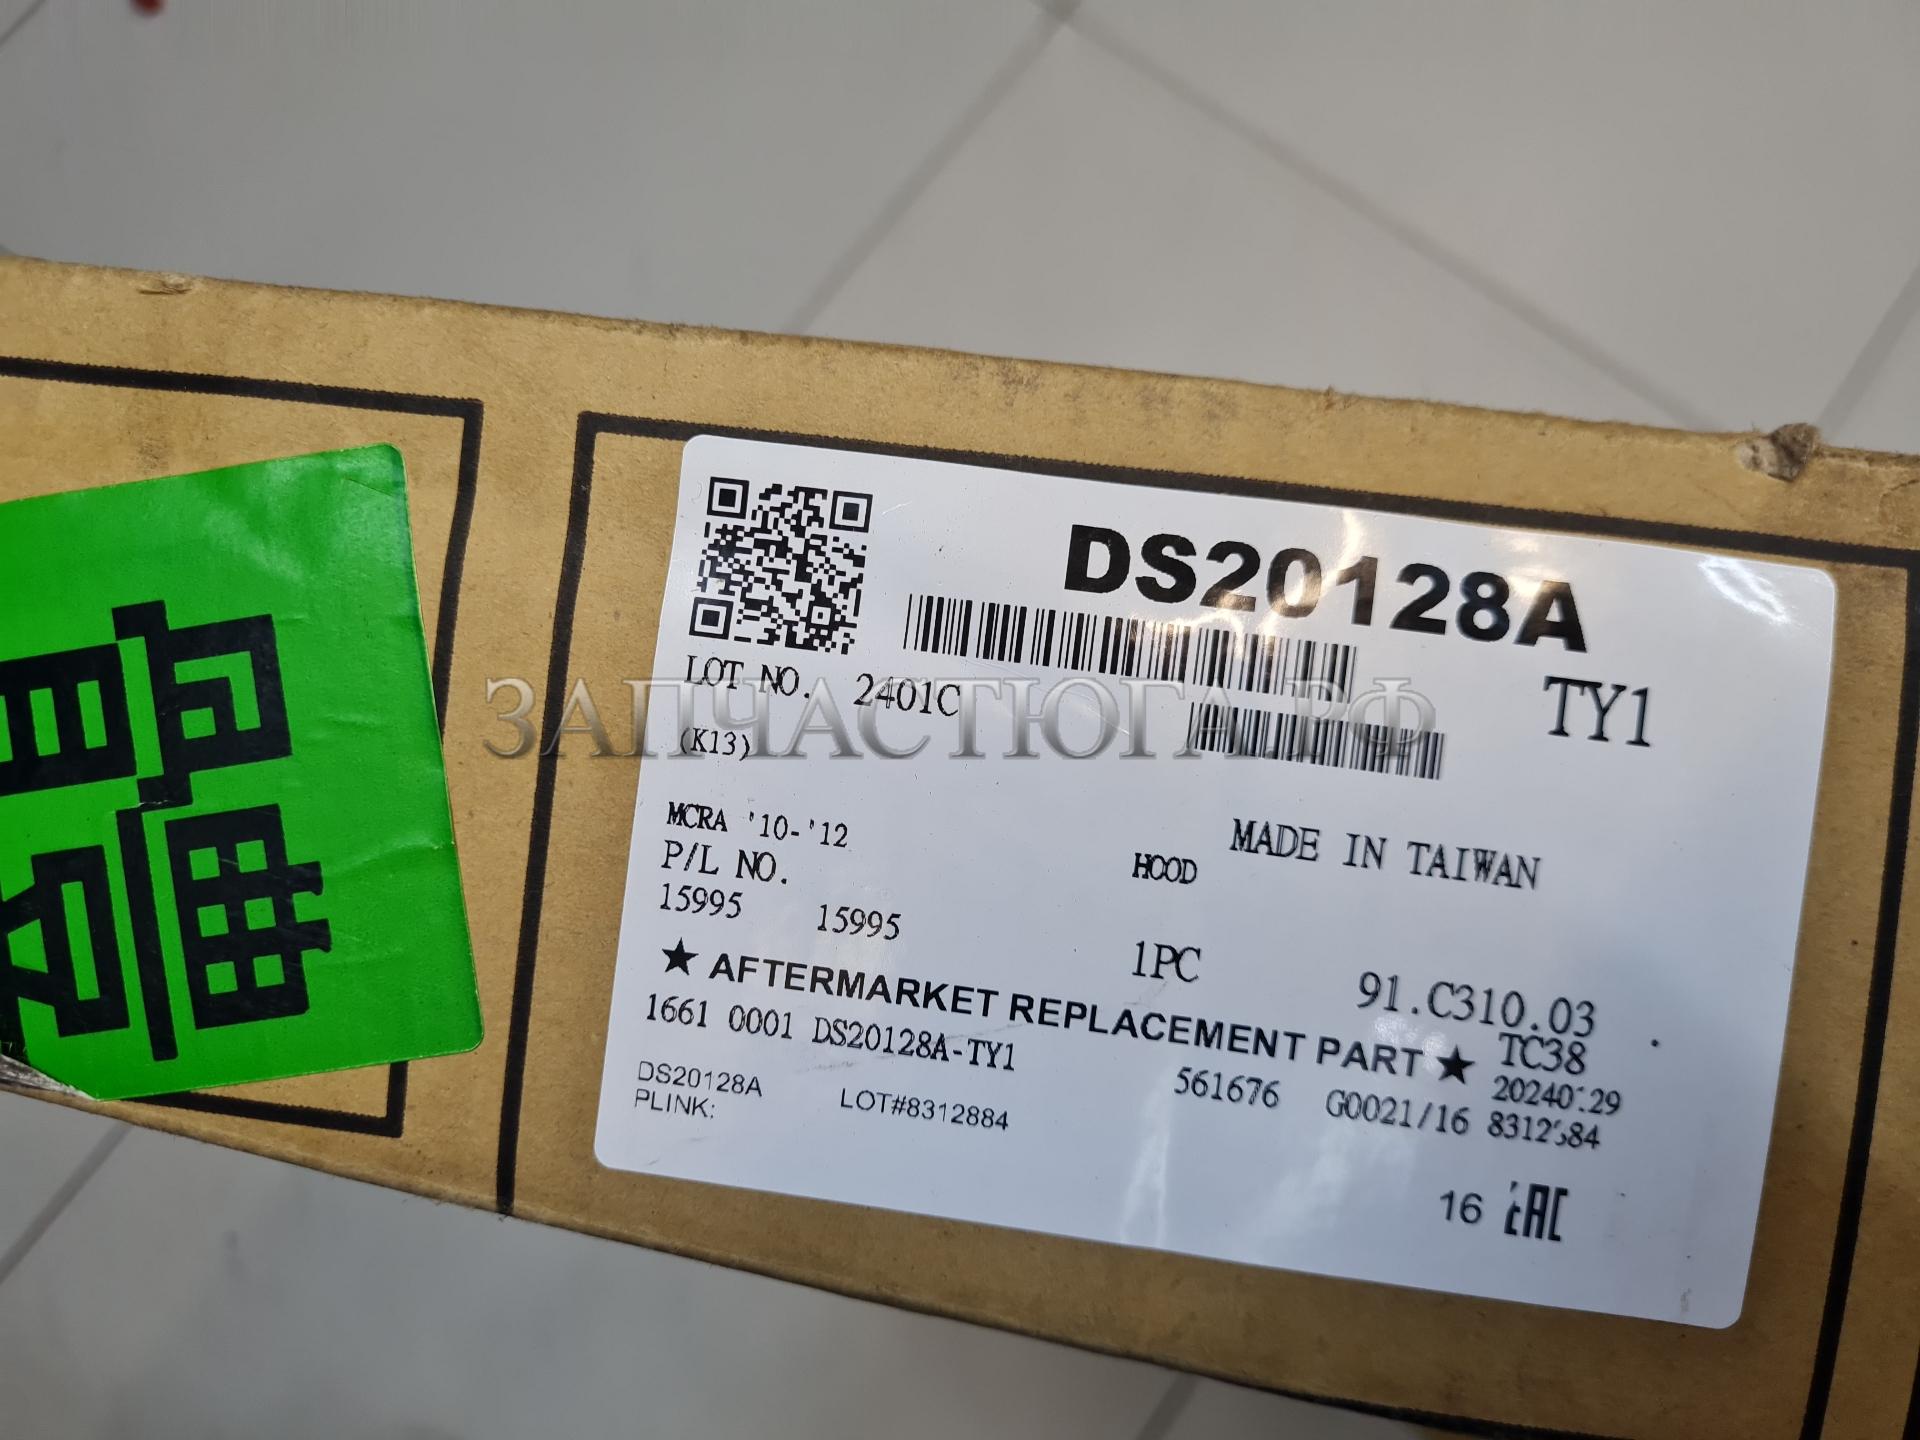 DS20128A
LOT NO. 2401C
TY1
(K13)
ЗАПЧАСТЮГА.РФ
MCRA '10-'12
MADE IN TAIWAN
P/L NO.
HOOD
15995 15995
1PC
91.C310.03
★ AFTERMARKET REPLACEMENT PART ★
TC38
1661 0001 DS20128A-TY1
561676 G0021/16
DS20128A LOT#8312884
PLINK:
16 EAC